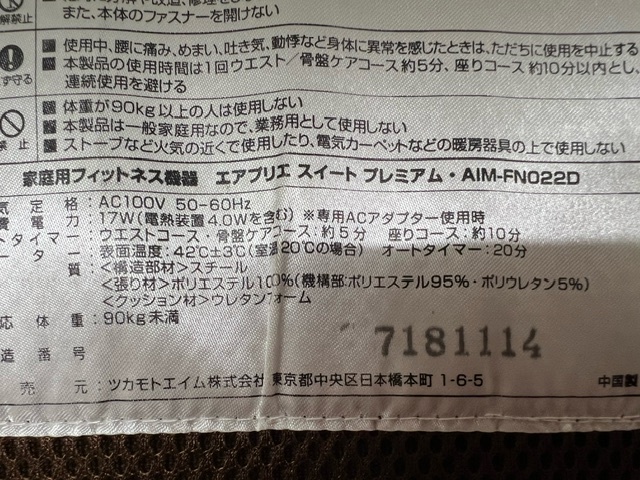 また、本体のファスナーを開けない
解禁止
使用中、腰に痛み、めまい、吐き気、動悸など身体に異常を感じたときは、ただちに使用を中止する
本製品の使用時間は1回ウエスト/骨盤ケアコース約5分、座りコース約10分以内とし、
ず守る
連続使用を避ける
体重が90kg以上の人は使用しない
本製品は一般家庭用なので、業務用として使用しない
止
ストーブなど火気の近くで使用したり、電気カーペットなどの暖房器具の上で使用しない
家庭用フィットネス機器 エアプリエ スイート プレミアム・AIM-FN022D
気定格:AC100V 50-60Hz
費電力:17W(電熱装置4.0Wを含む) ※専用ACアダプター使用時
トタイマー:ウエストコース、骨盤ケアコース:約5分 座りコース:約10分
ーター:表面温度:42℃±3℃(室温20℃の場合) オートタイマー:20分
質:<構造部材>スチール
<張り材>ポリエステル100%(機構部:ポリエステル95%・ポリウレタン5%)
<クッション材>ウレタンフォーム
応体重:90kg未満
造番号 7181114
売元:ツカモトエイム株式会社 東京都中央区日本橋本町1-6-5 中国製